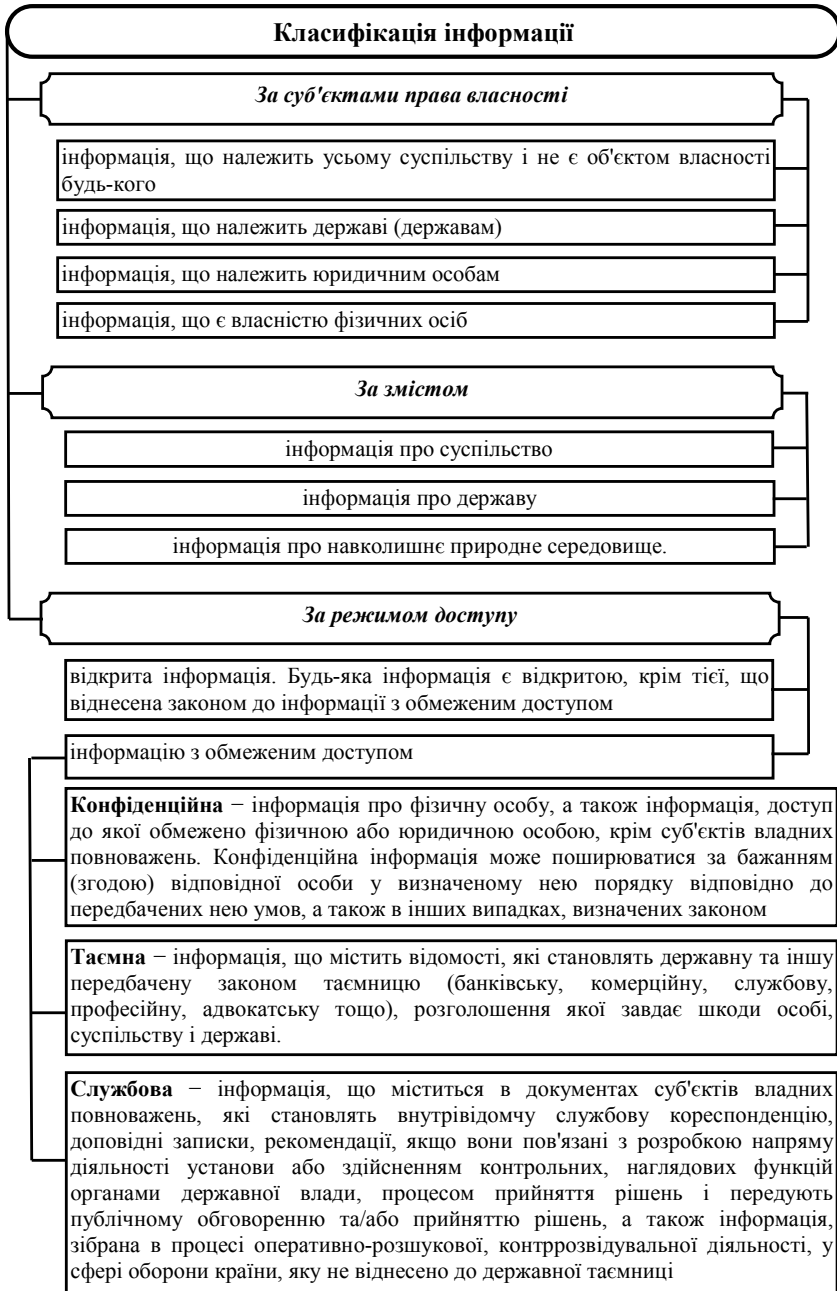 Класифікація інформації
За суб'єктами права власності
інформація, що належить усьому суспільству і не є об'єктом власності
будь-кого
інформація, що належить державі (державам)
інформація, що належить юридичним особам
інформація, що є власністю фізичних осіб
За змістом
інформація про суспільство
інформація про державу
інформація про навколишнє природне середовище.
За режимом доступу
відкрита інформація. Будь-яка інформація є відкритою, крім тієї, що
віднесена законом до інформації з обмеженим доступом
інформацію з обмеженим доступом
Конфіденційна − інформація про фізичну особу, а також інформація, доступ
до якої обмежено фізичною або юридичною особою, крім суб'єктів владних
повноважень. Конфіденційна інформація може поширюватися за бажанням
(згодою) відповідної особи у визначеному нею порядку відповідно до
передбачених нею умов, а також в інших випадках, визначених законом
Таємна − інформація, що містить відомості, які становлять державну та іншу
передбачену законом таємницю (банківську, комерційну, службову,
професійну, адвокатську тощо), розголошення якої завдає шкоди особі,
суспільству і державі.
Службова − інформація, що міститься в документах суб'єктів владних
повноважень, які становлять внутрівідомчу службову кореспонденцію,
доповідні записки, рекомендації, якщо вони пов'язані з розробкою напряму
діяльності установи або здійсненням контрольних, наглядових функцій
органами державної влади, процесом прийняття рішень і передують
публічному обговоренню та/або прийняттю рішень, а також інформація,
зібрана в процесі оперативно-розшукової, контррозвідувальної діяльності, у
сфері оборони країни, яку не віднесено до державної таємниці